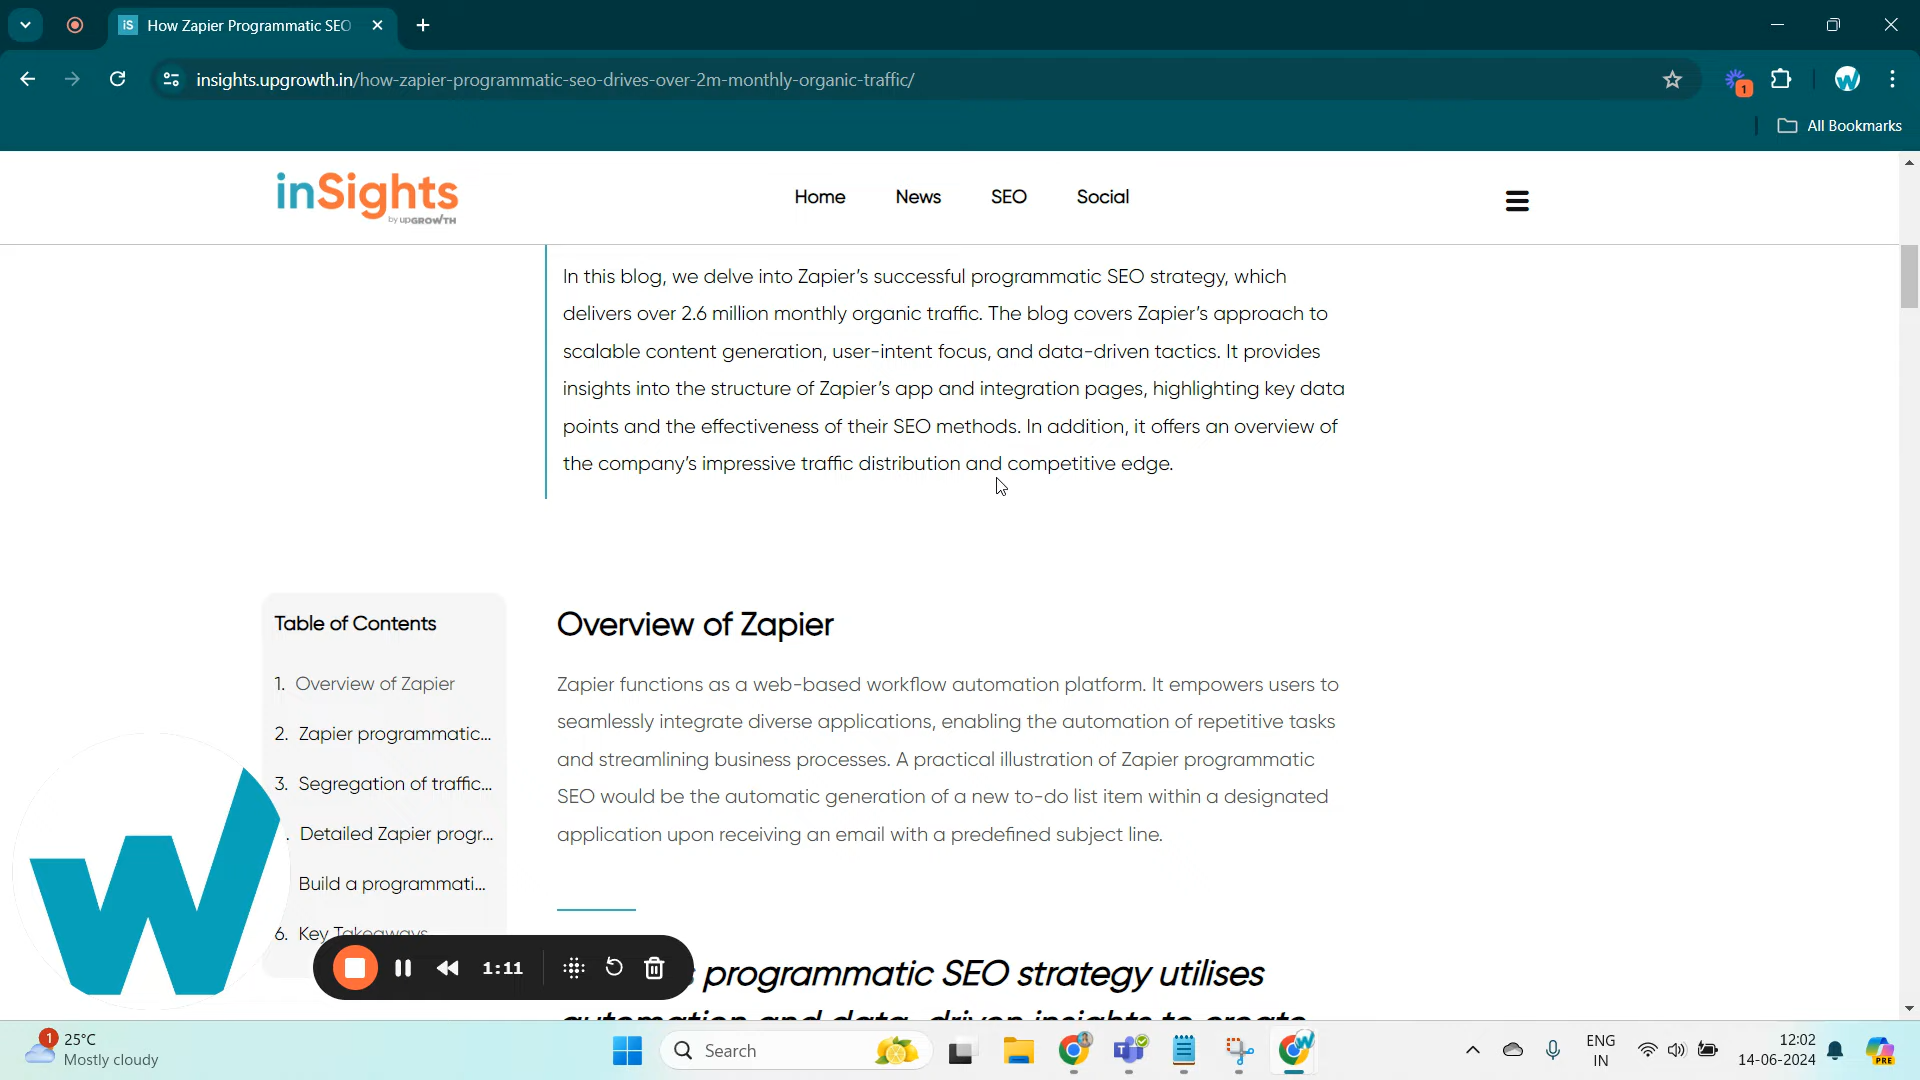 iS How Zapier Programmatic SEO
insights.upgrowth.in/how-zapier-programmatic-seo-drives-over-2m-monthly-organic-traffic/
1
All Bookmarks
inSights
by upGROWTH
Home News SEO Social
In this blog, we delve into Zapier's successful programmatic SEO strategy, which
delivers over 2.6 million monthly organic traffic. The blog covers Zapier's approach to
scalable content generation, user-intent focus, and data-driven tactics. It provides
insights into the structure of Zapier's app and integration pages, highlighting key data
points and the effectiveness of their SEO methods. In addition, it offers an overview of
the company's impressive traffic distribution and competitive edge.
Table of Contents
1. Overview of Zapier
2. Zapier programmatic...
3. Segregation of traffic...
. Detailed Zapier progr...
Build a programmati...
6. Key Takeaways
Overview of Zapier
Zapier functions as a web-based workflow automation platform. It empowers users to
seamlessly integrate diverse applications, enabling the automation of repetitive tasks
and streamlining business processes. A practical illustration of Zapier programmatic
SEO would be the automatic generation of a new to-do list item within a designated
application upon receiving an email with a predefined subject line.
programmatic SEO strategy utilises
automation and data- driven insights to create
W
1:11
1
25°C
Mostly cloudy
Search
ENG
IN
12:02
14-06-2024
PRE